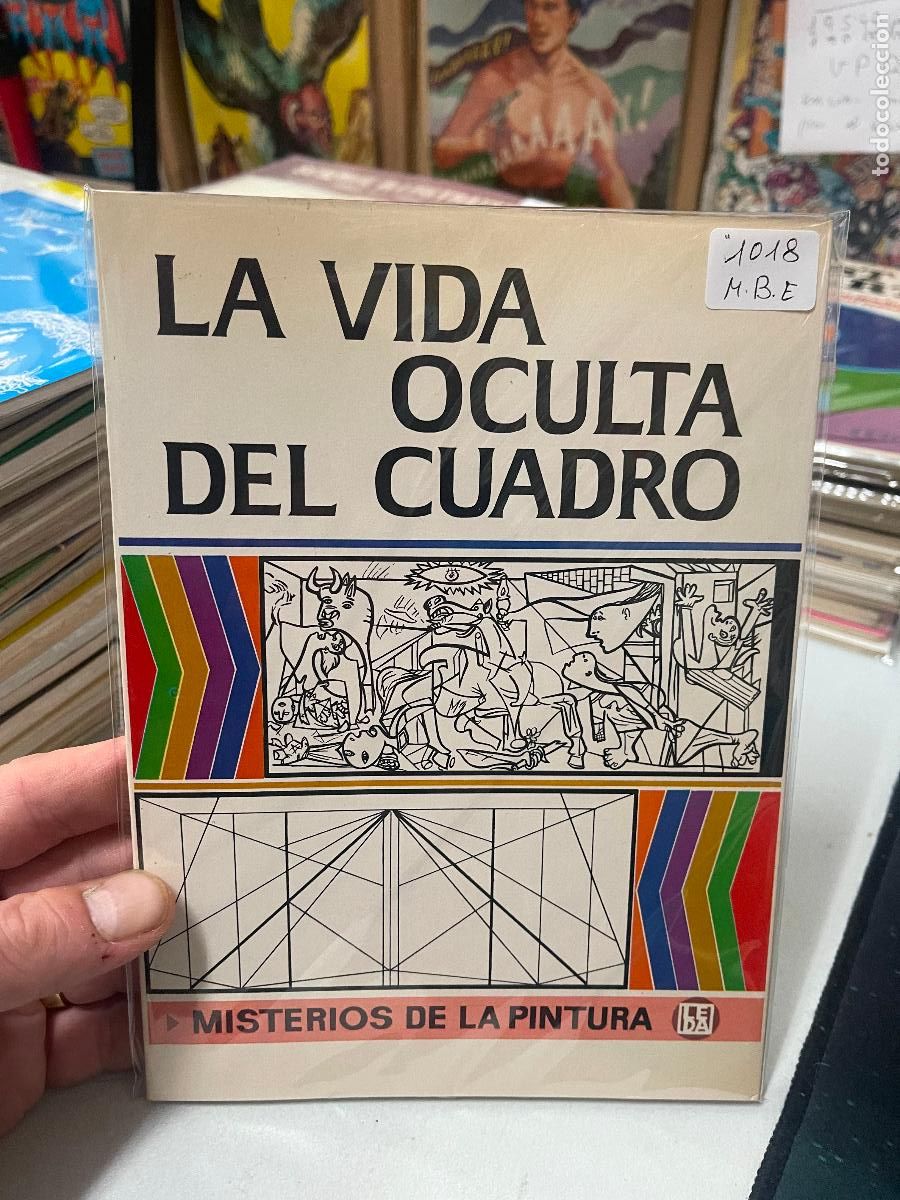 LA VIDA
OCULTA
DEL CUADRO
"1018
M.B.E
MISTERIOS DE LA PINTURA
LEDA
todocoleccion